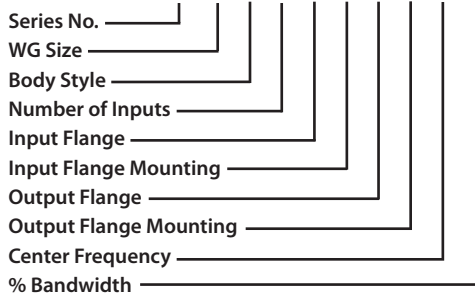 Series No.
WG Size
Body Style
Number of Inputs
Input Flange
Input Flange Mounting
Output Flange
Output Flange Mounting
Center Frequency
% Bandwidth